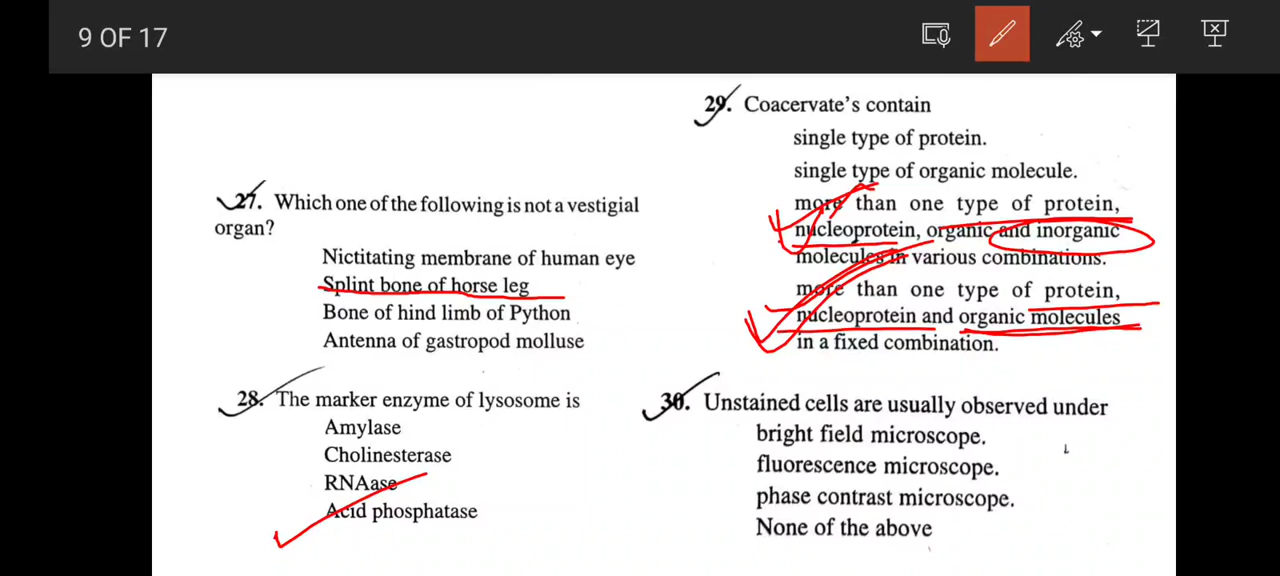 9 OF 17
27. Which one of the following is not a vestigial
organ?
Nictitating membrane of human eye
Splint bone of horse leg
Bone of hind limb of Python
Antenna of gastropod molluse
28. The marker enzyme of lysosome is
Amylase
Cholinesterase
RNAase
Acid phosphatase
29. Coacervate's contain
single type of protein.
single type of organic molecule.
more than one type of protein,
nucleoprotein, organic and inorganic
molecules in various combinations.
more than one type of protein,
nucleoprotein and organic molecules
in a fixed combination.
30. Unstained cells are usually observed under
bright field microscope.
fluorescence microscope.
phase contrast microscope.
None of the above